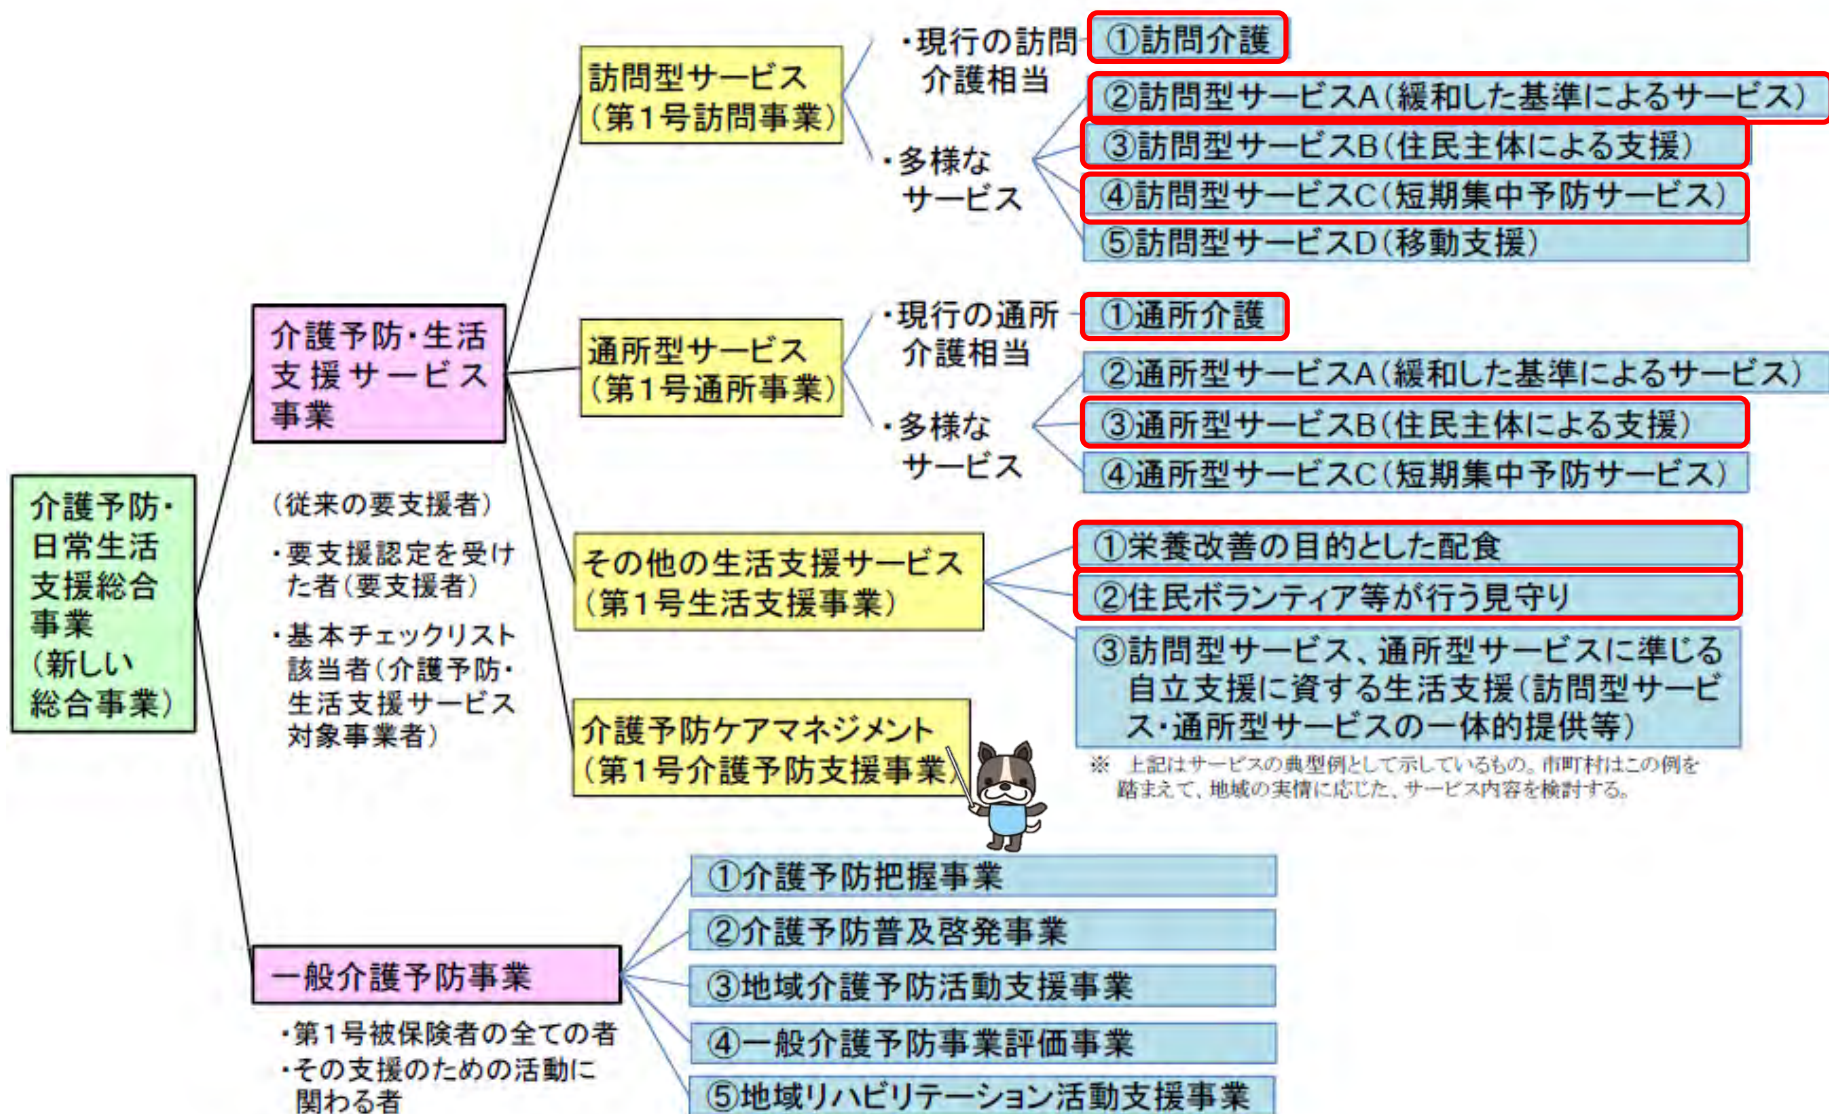 介護予防・
日常生活
支援総合
事業
（新しい
総合事業）
介護予防・生活
支援サービス
事業
（従来の要支援者）
・要支援認定を受け
た者（要支援者）
・基本チェックリスト
該当者（介護予防・
生活支援サービス
対象事業者）
訪問型サービス
（第１号訪問事業）
・現行の訪問
介護相当
①訪問介護
・多様な
サービス
②訪問型サービスA（緩和した基準によるサービス）
③訪問型サービスB（住民主体による支援）
④訪問型サービスC（短期集中予防サービス）
⑤訪問型サービスD（移動支援）
通所型サービス
（第１号通所事業）
・現行の通所
介護相当
①通所介護
・多様な
サービス
②通所型サービスA（緩和した基準によるサービス）
③通所型サービスB（住民主体による支援）
④通所型サービスC（短期集中予防サービス）
その他の生活支援サービス
（第１号生活支援事業）
①栄養改善の目的とした配食
②住民ボランティア等が行う見守り
③訪問型サービス、通所型サービスに準じる
自立支援に資する生活支援（訪問型サービ
ス・通所型サービスの一体的提供等）
※　上記はサービスの典型例として示しているもの。市町村はこの例を
踏まえて、地域の実情に応じた、サービス内容を検討する。
介護予防ケアマネジメント
（第１号介護予防支援事業）
一般介護予防事業
・第１号被保険者の全ての者
・その支援のための活動に
関わる者
①介護予防把握事業
②介護予防普及啓発事業
③地域介護予防活動支援事業
④一般介護予防事業評価事業
⑤地域リハビリテーション活動支援事業